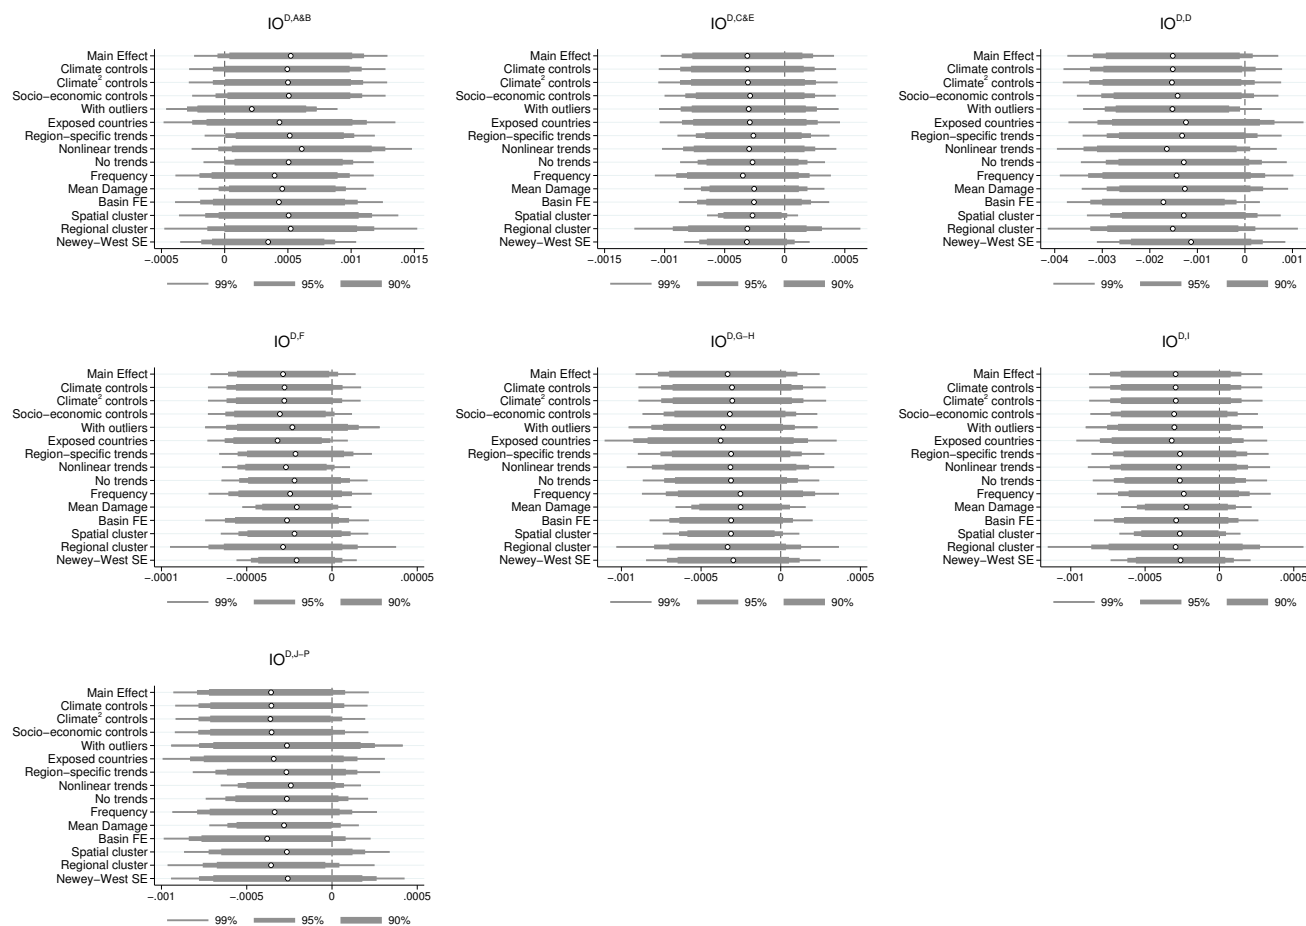 IO^D,A&B
Main Effect
Climate controls
Climate² controls
Socio−economic controls
With outliers
Exposed countries
Region−specific trends
Nonlinear trends
No trends
Frequency
Mean Damage
Basin FE
Spatial cluster
Regional cluster
Newey−West SE
−.0005 0 .0005 .001 .0015
99% 95% 90%
IO^D,C&E
Main Effect
Climate controls
Climate² controls
Socio−economic controls
With outliers
Exposed countries
Region−specific trends
Nonlinear trends
No trends
Frequency
Mean Damage
Basin FE
Spatial cluster
Regional cluster
Newey−West SE
−.0015 −.001 −.0005 0 .0005
99% 95% 90%
IO^D,D
Main Effect
Climate controls
Climate² controls
Socio−economic controls
With outliers
Exposed countries
Region−specific trends
Nonlinear trends
No trends
Frequency
Mean Damage
Basin FE
Spatial cluster
Regional cluster
Newey−West SE
−.004 −.003 −.002 −.001 0 .001
99% 95% 90%
IO^D,F
Main Effect
Climate controls
Climate² controls
Socio−economic controls
With outliers
Exposed countries
Region−specific trends
Nonlinear trends
No trends
Frequency
Mean Damage
Basin FE
Spatial cluster
Regional cluster
Newey−West SE
−.0001 −.00005 0 .00005
99% 95% 90%
IO^D,G−H
Main Effect
Climate controls
Climate² controls
Socio−economic controls
With outliers
Exposed countries
Region−specific trends
Nonlinear trends
No trends
Frequency
Mean Damage
Basin FE
Spatial cluster
Regional cluster
Newey−West SE
−.001 −.0005 0 .0005
99% 95% 90%
IO^D,I
Main Effect
Climate controls
Climate² controls
Socio−economic controls
With outliers
Exposed countries
Region−specific trends
Nonlinear trends
No trends
Frequency
Mean Damage
Basin FE
Spatial cluster
Regional cluster
Newey−West SE
−.001 −.0005 0 .0005
99% 95% 90%
IO^D,J−P
Main Effect
Climate controls
Climate² controls
Socio−economic controls
With outliers
Exposed countries
Region−specific trends
Nonlinear trends
No trends
Frequency
Mean Damage
Basin FE
Spatial cluster
Regional cluster
Newey−West SE
−.001 −.0005 0 .0005
99% 95% 90%